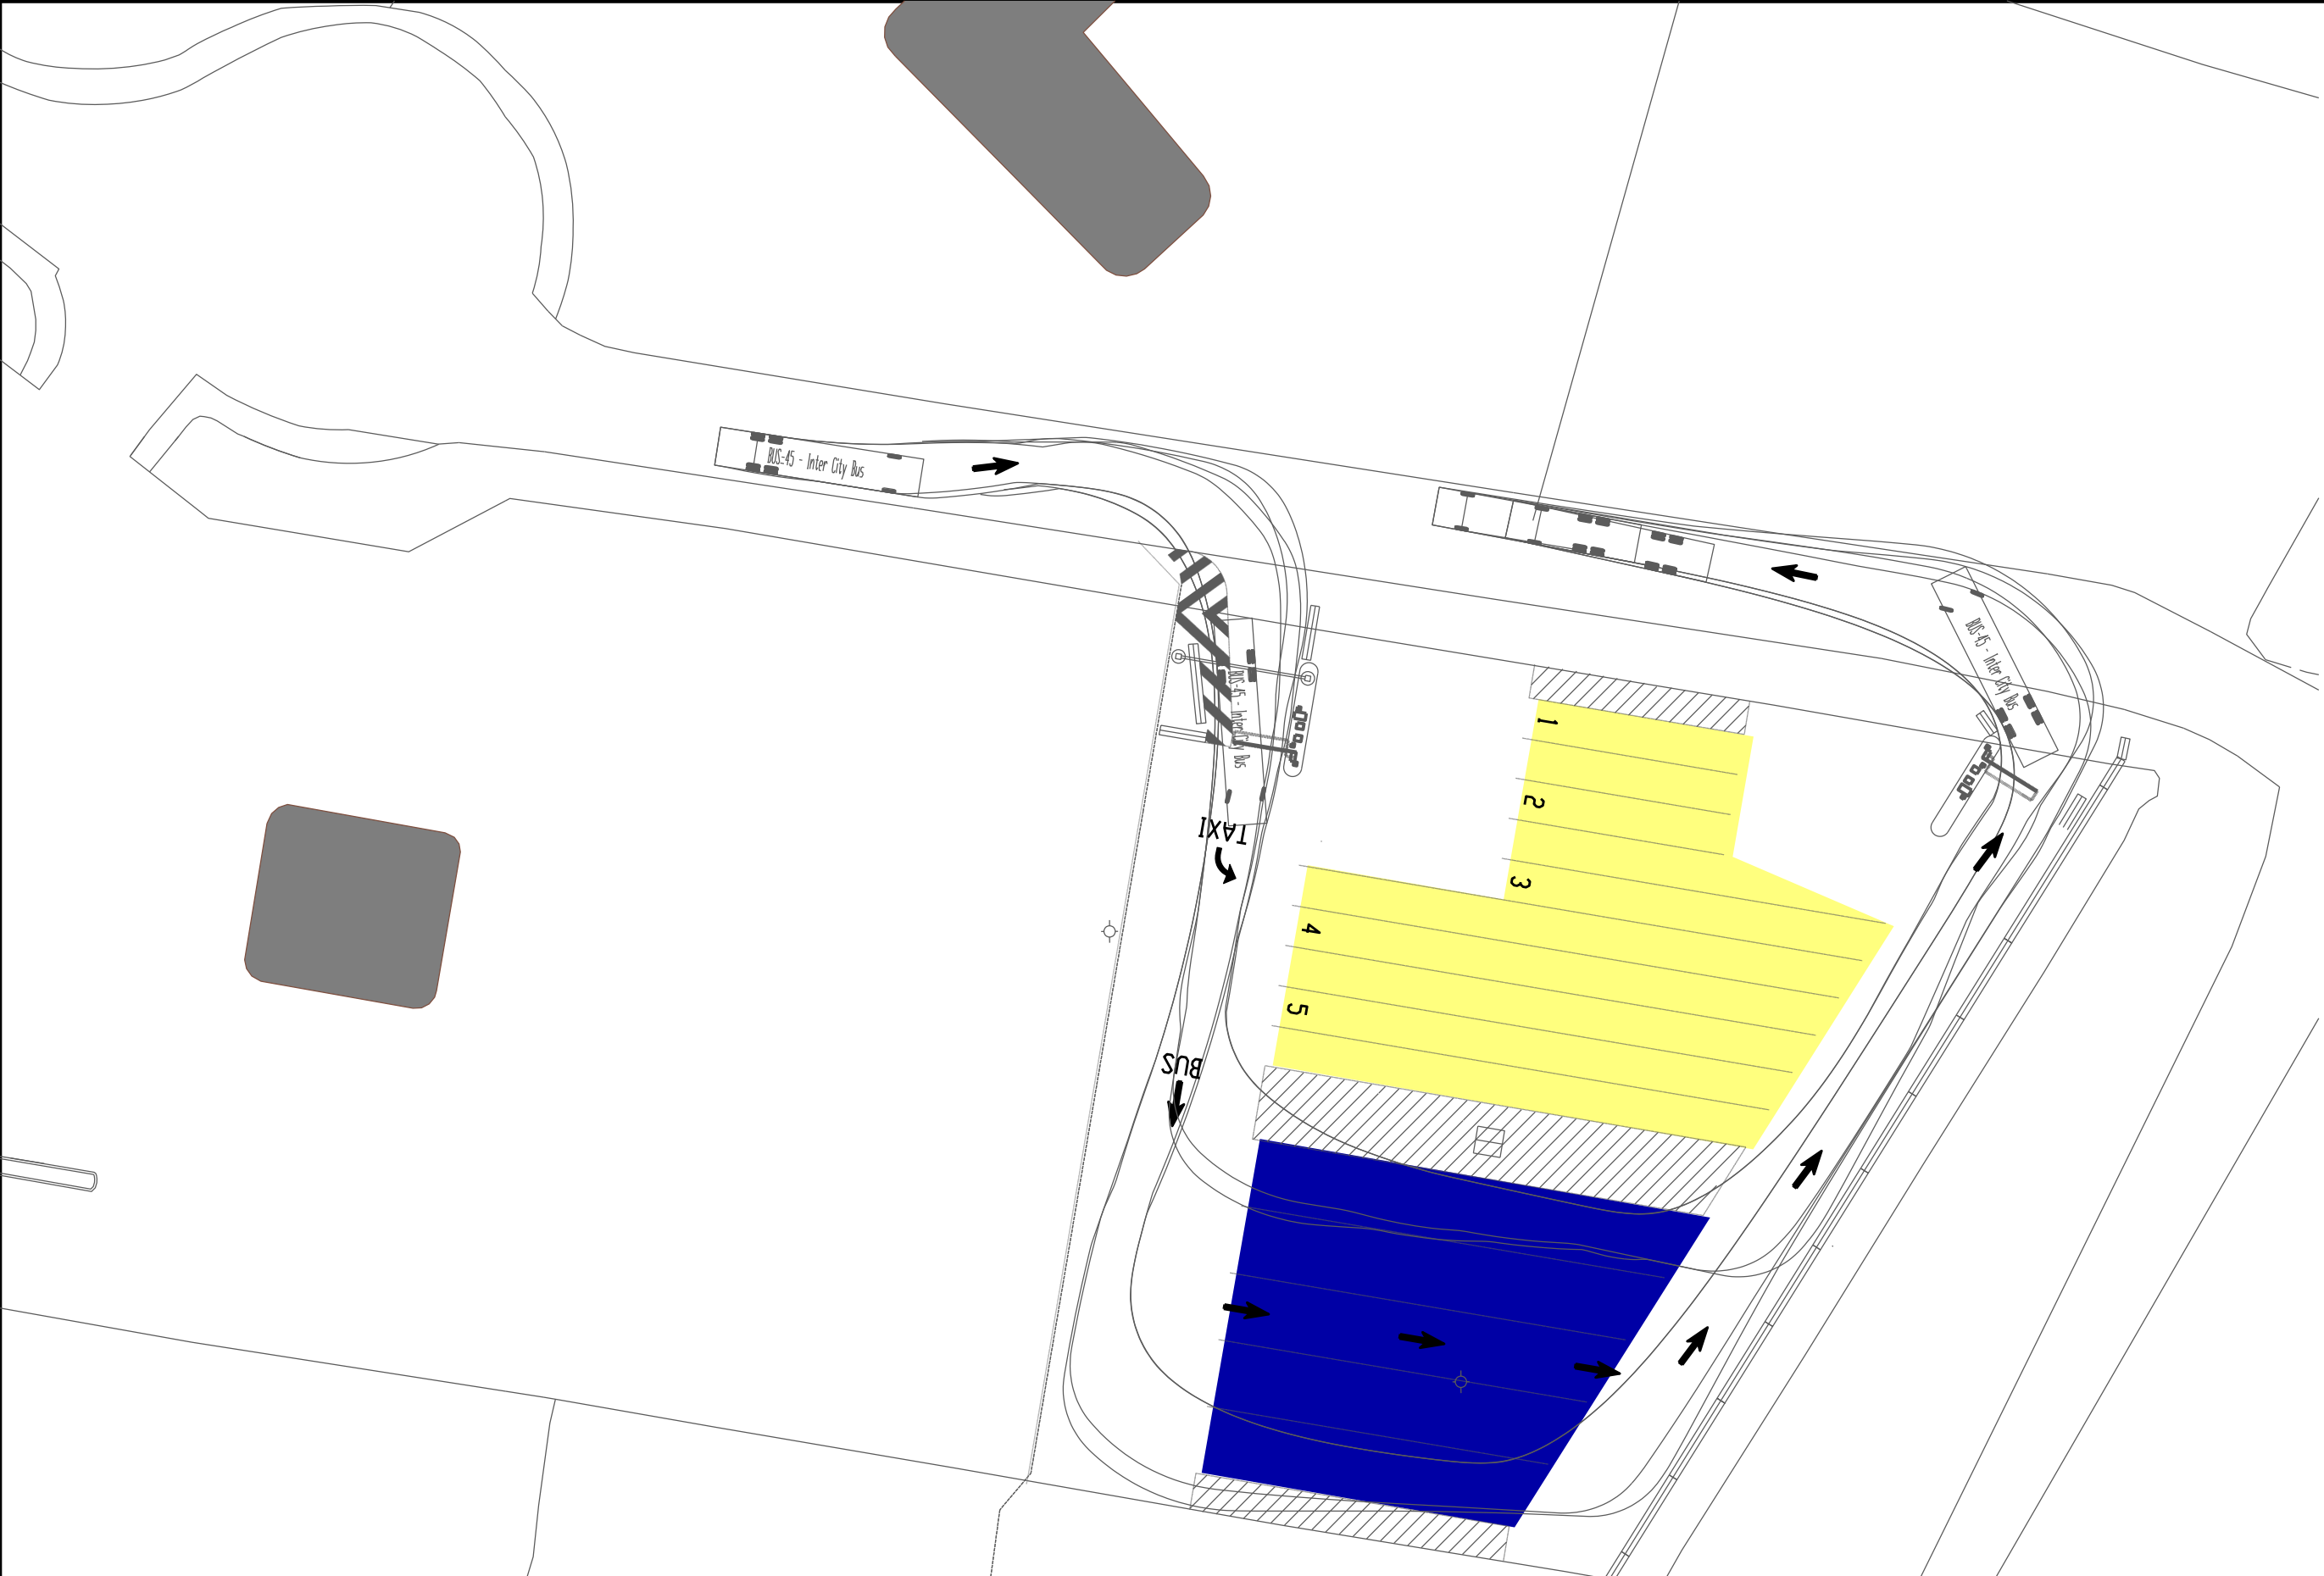 BUS-45 - Inter City Bus
BUS-45 - Inter City Bus
BUS-45 - Inter City Bus
1
2
3
TAXI
4
5
BUS